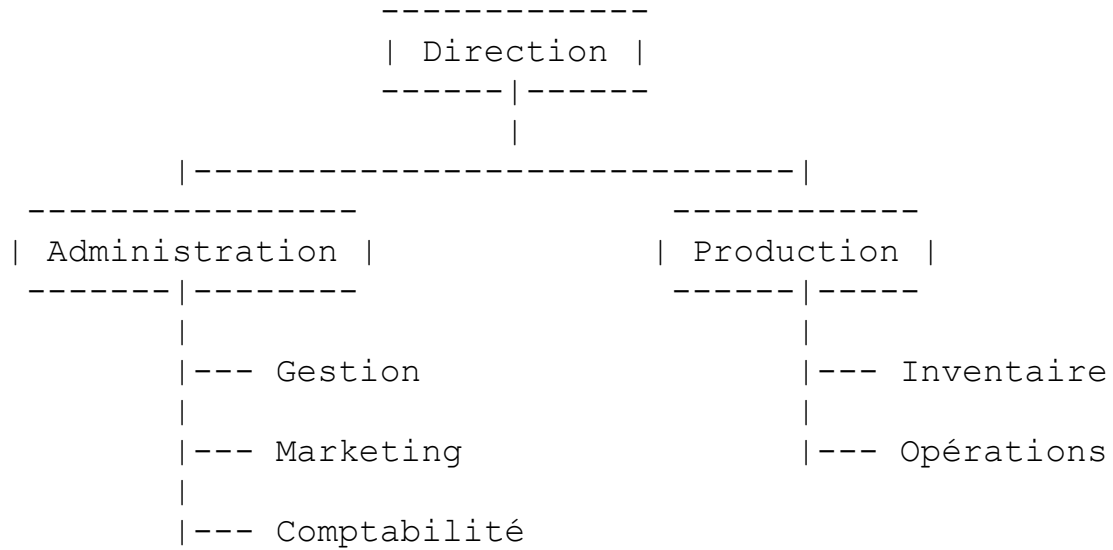 Direction
Administration
Production
Gestion
Inventaire
Marketing
Opérations
Comptabilité